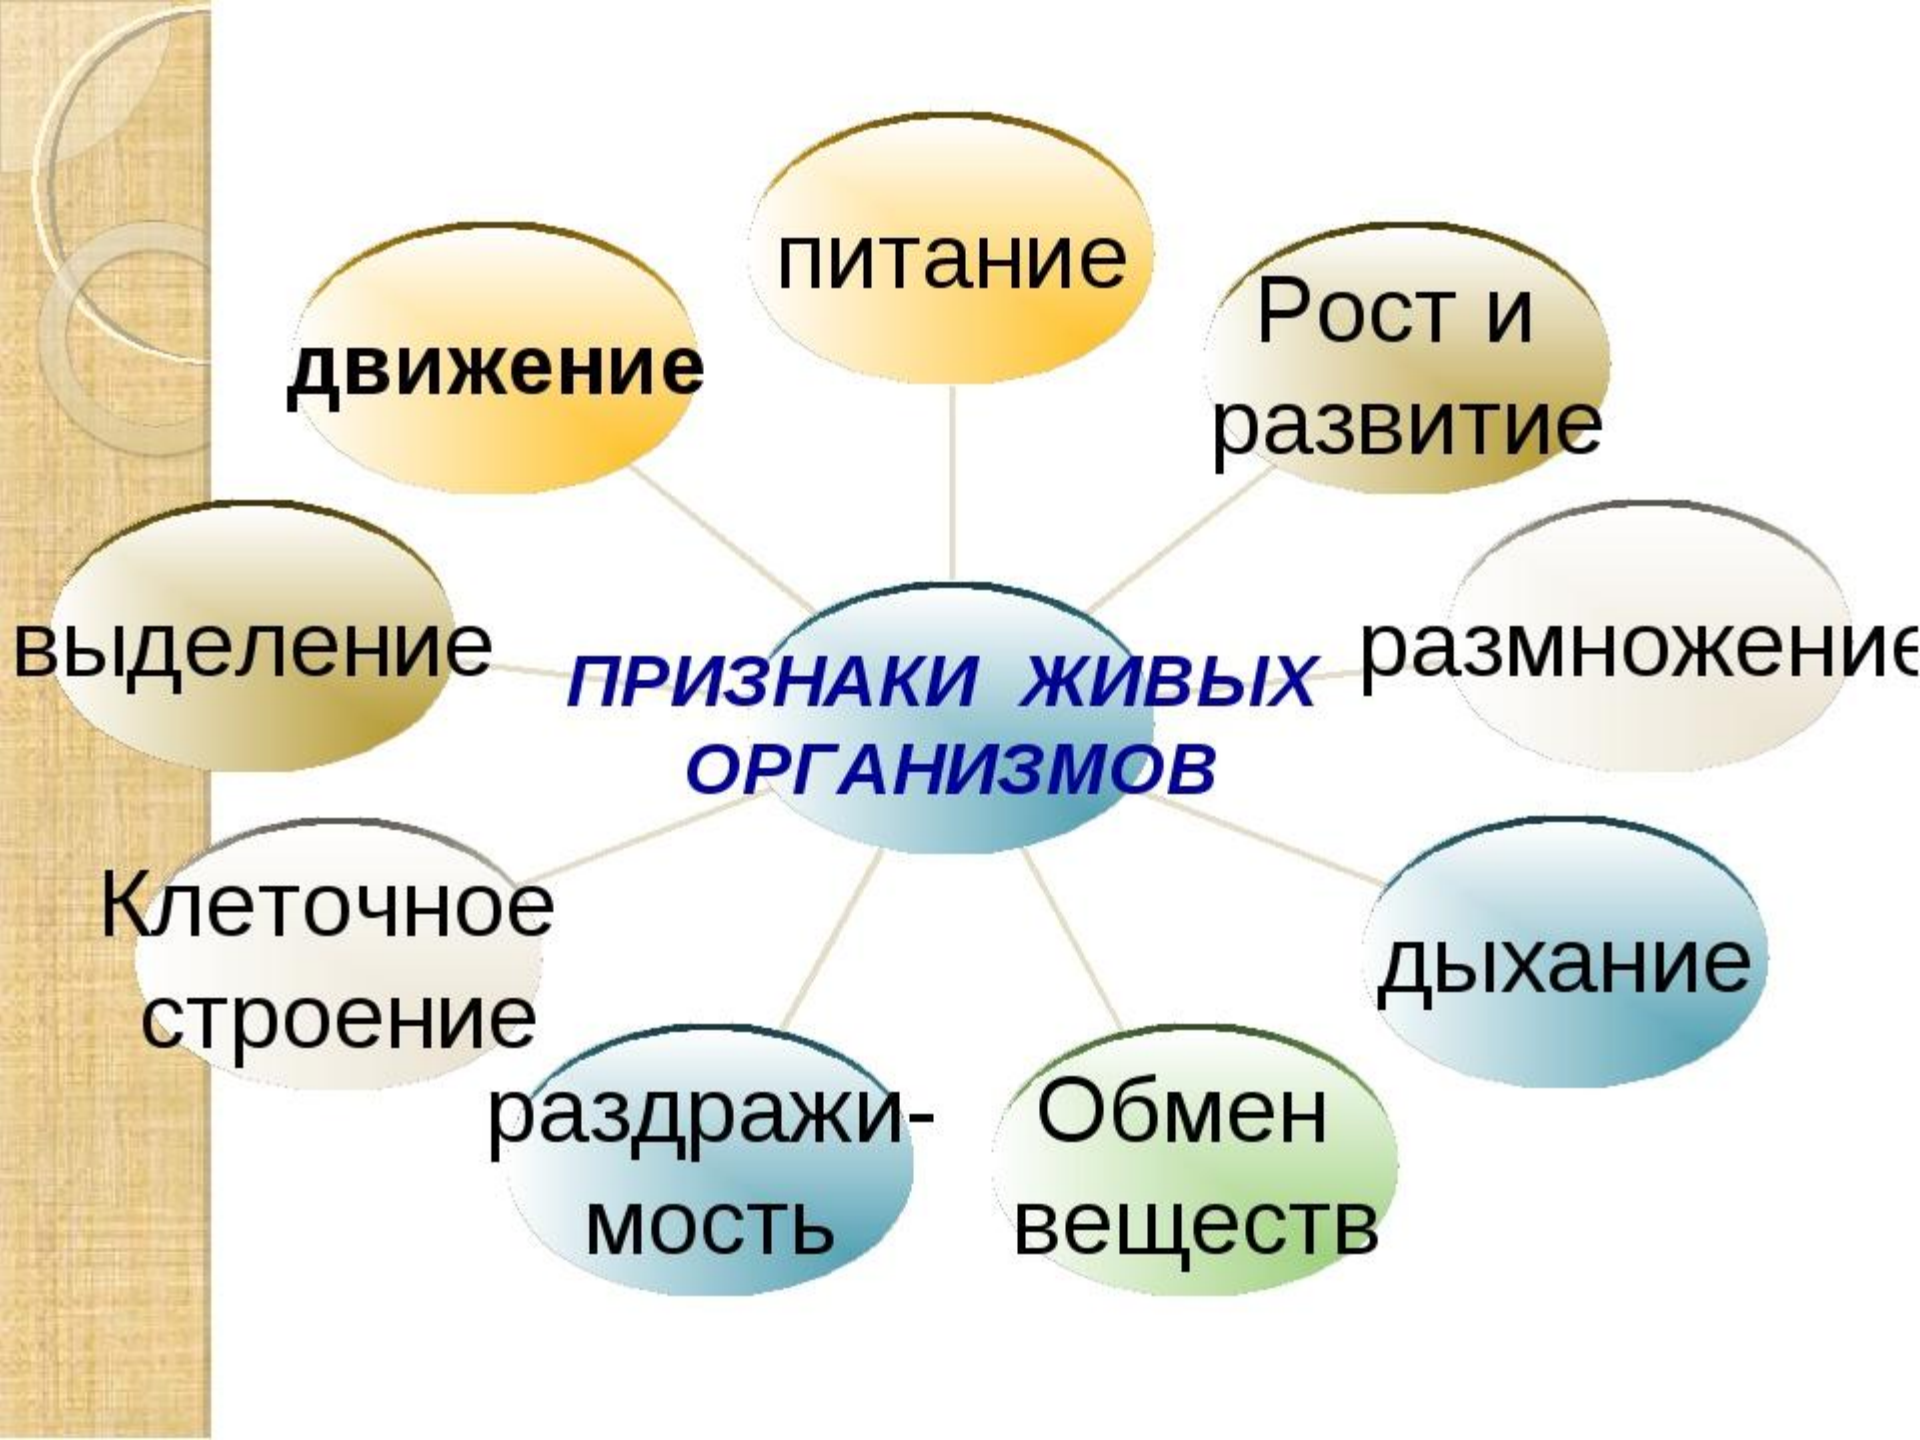 питание
движение
Рост и
развитие
выделение
ПРИЗНАКИ ЖИВЫХ
ОРГАНИЗМОВ
размножение
Клеточное
строение
дыхание
раздражи-
мость
Обмен
веществ